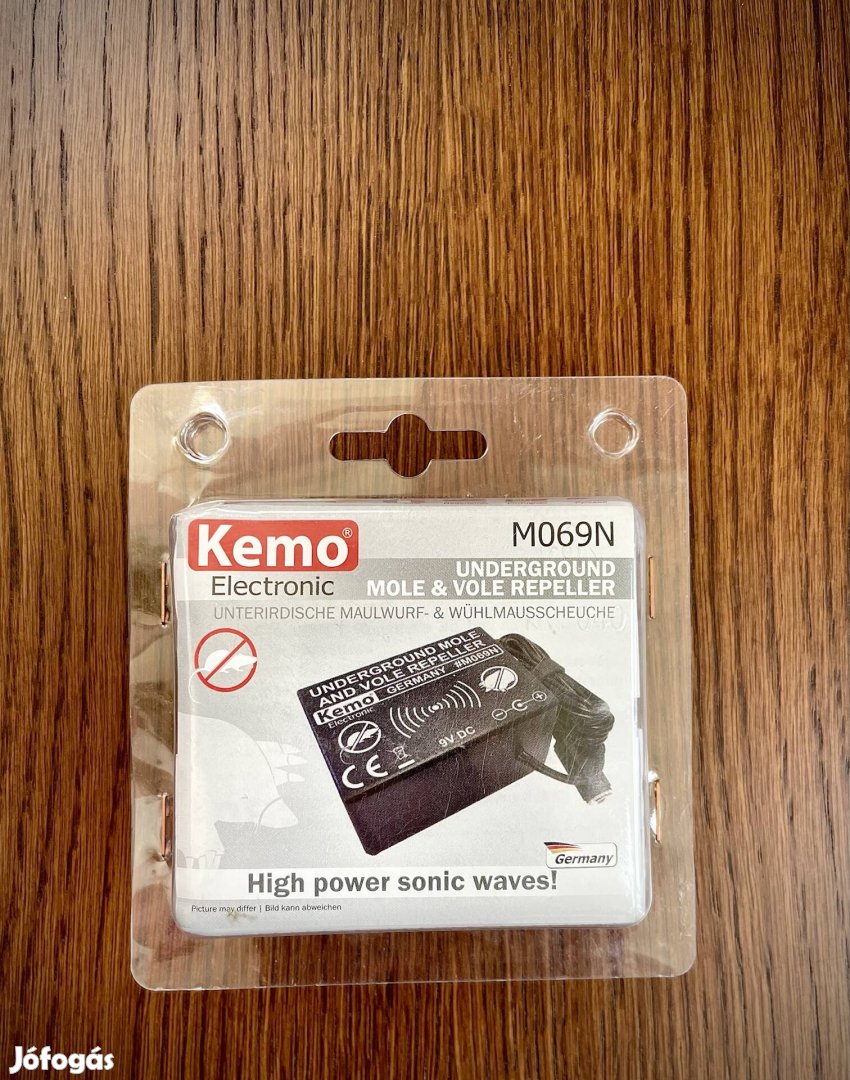 Kemo®
Electronic
M069N
UNDERGROUND
MOLE & VOLE REPELLER
UNTERIRDISCHE MAULWURF- & WÜHLMAUSSCHEUCHE
UNDERGROUND MOLE
AND VOLE REPELLER
Kemo
Electronic
GERMANY #M069N
9V DC
CE
Germany
High power sonic waves!
Picture may differ | Bild kann abweichen
Jófogás